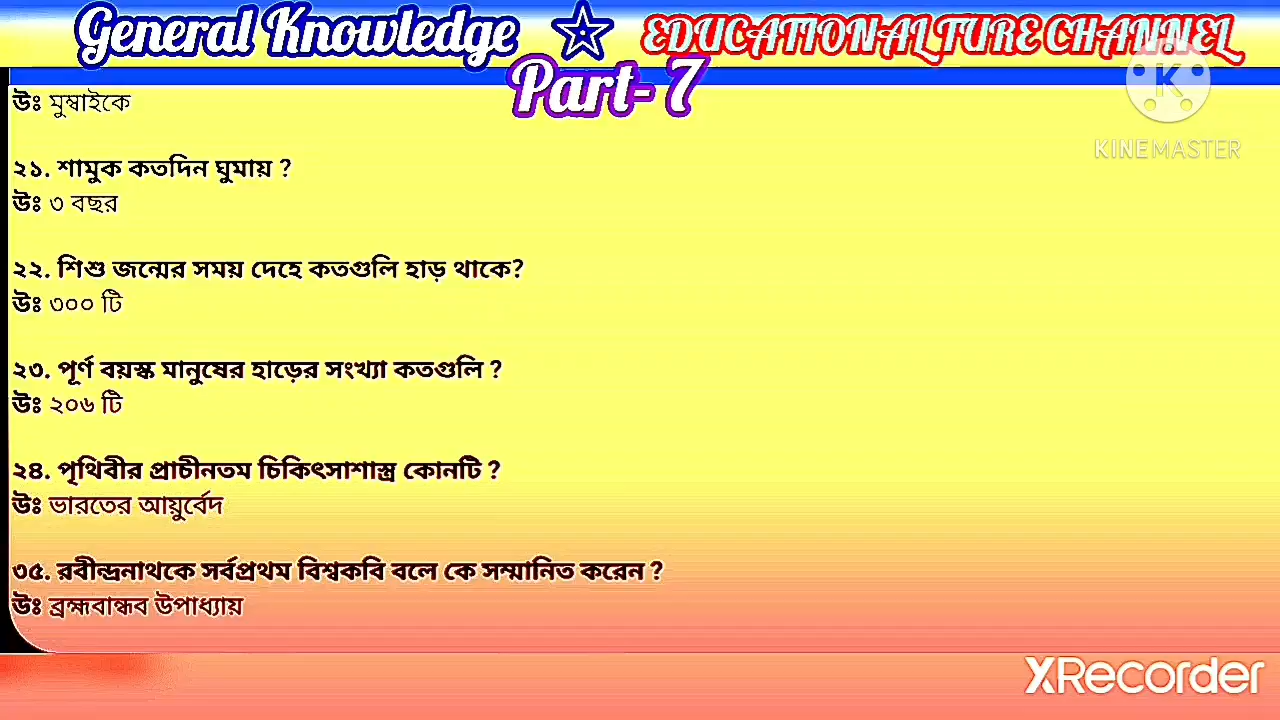 General Knowledge ☆ EDUCATIONAL TURE CHANNEL
Part- 7
K
KINEMASTER
উঃ মুম্বাইকে
২১. শামুক কতদিন ঘুমায় ?
উঃ ৩ বছর
২২. শিশু জন্মের সময় দেহে কতগুলি হাড় থাকে?
উঃ ৩০০ টি
২৩. পূর্ণ বয়স্ক মানুষের হাড়ের সংখ্যা কতগুলি ?
উঃ ২০৬ টি
২৪. পৃথিবীর প্রাচীনতম চিকিৎসাশাস্ত্র কোনটি ?
উঃ ভারতের আয়ুর্বেদ
৩৫. রবীন্দ্রনাথকে সর্বপ্রথম বিশ্বকবি বলে কে সম্মানিত করেন ?
উঃ ব্রহ্মবান্ধব উপাধ্যায়
XRecorder